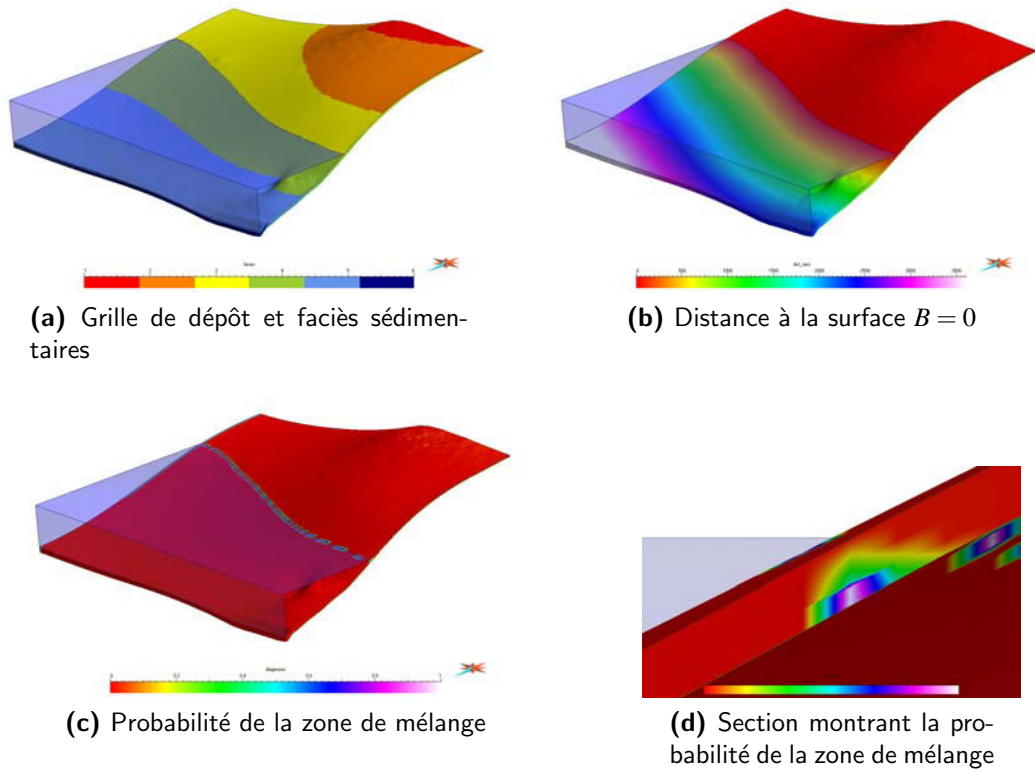 (a) Grille de dépôt et faciès sédimen-
taires
(b) Distance à la surface B = 0
(c) Probabilité de la zone de mélange
(d) Section montrant la pro-
babilité de la zone de mélange